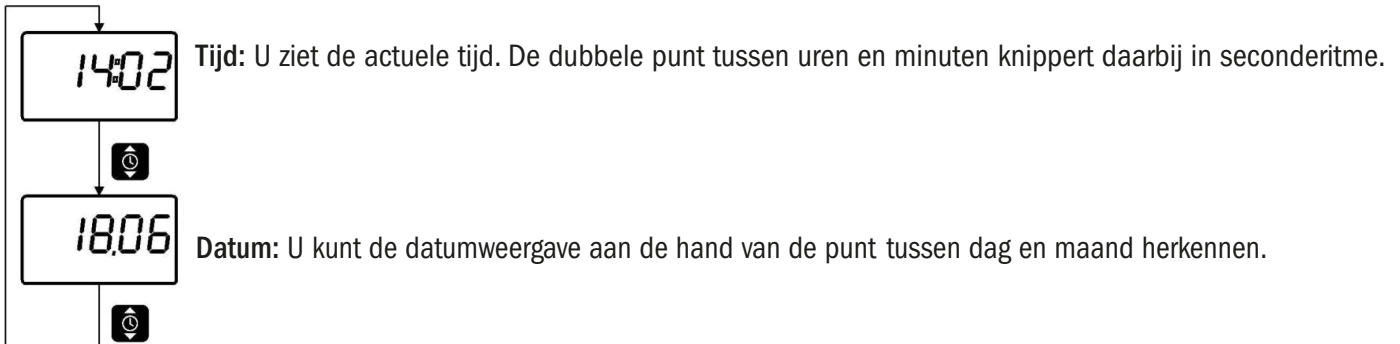 14:02
Tijd: U ziet de actuele tijd. De dubbele punt tussen uren en minuten knippert daarbij in seconderitme.
18.06
Datum: U kunt de datumweergave aan de hand van de punt tussen dag en maand herkennen.